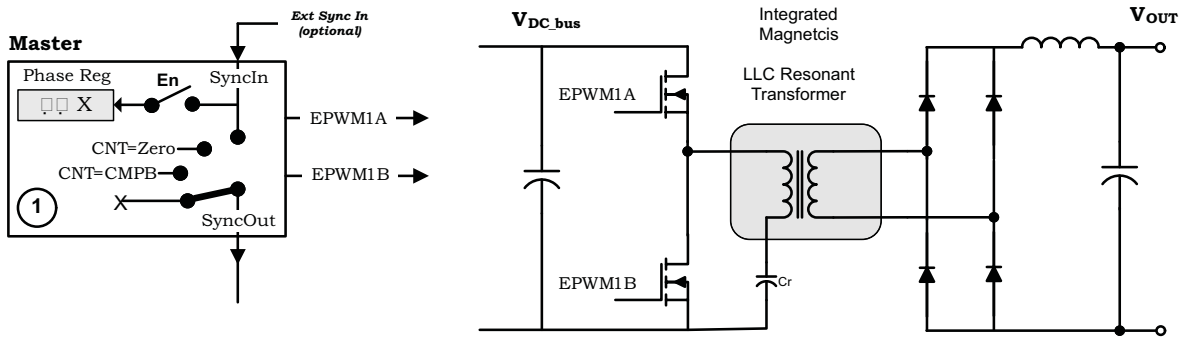 Ext Sync In
(optional)
Master
Phase Reg
En
SyncIn
X
CNT=Zero
CNT=CMPB
X
1
SyncOut
EPWM1A
EPWM1B
VDC_bus
EPWM1A
EPWM1B
Integrated
Magnetcis
LLC Resonant
Transformer
Cr
VOUT